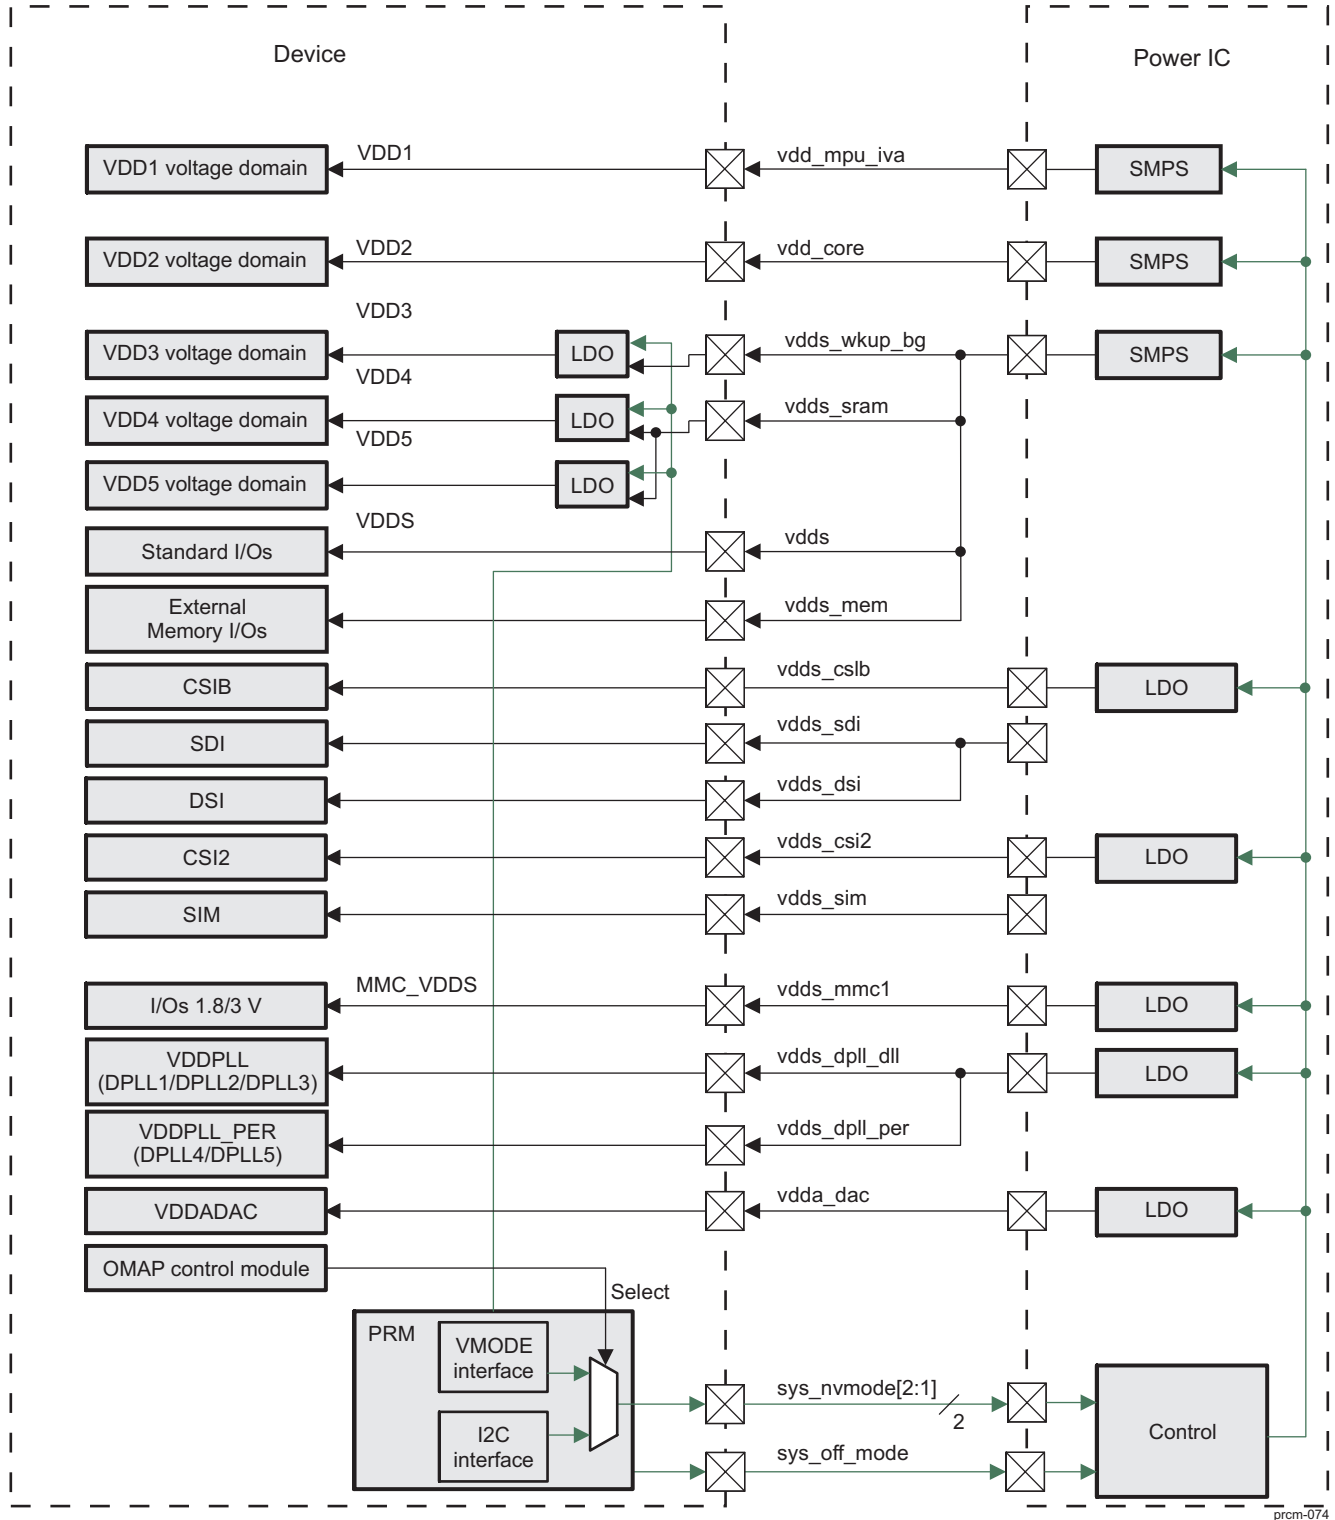 Device
Power IC
VDD1 voltage domain
VDD1
vdd_mpu_iva
SMPS
VDD2 voltage domain
VDD2
vdd_core
SMPS
VDD3
VDD3 voltage domain
LDO
vdds_wkup_bg
SMPS
VDD4
VDD4 voltage domain
LDO
vdds_sram
VDD5
VDD5 voltage domain
LDO
VDDS
Standard I/Os
vdds
External
Memory I/Os
vdds_mem
CSIB
vdds_csIb
LDO
SDI
vdds_sdi
DSI
vdds_dsi
CSI2
vdds_csi2
LDO
SIM
vdds_sim
I/Os 1.8/3 V
MMC_VDDS
vdds_mmc1
LDO
VDDPLL
(DPLL1/DPLL2/DPLL3)
vdds_dpll_dll
LDO
VDDPLL_PER
(DPLL4/DPLL5)
vdds_dpll_per
VDDADAC
vdda_dac
LDO
OMAP control module
Select
PRM
VMODE
interface
I2C
interface
sys_nvmode[2:1]
2
sys_off_mode
Control
prcm-074